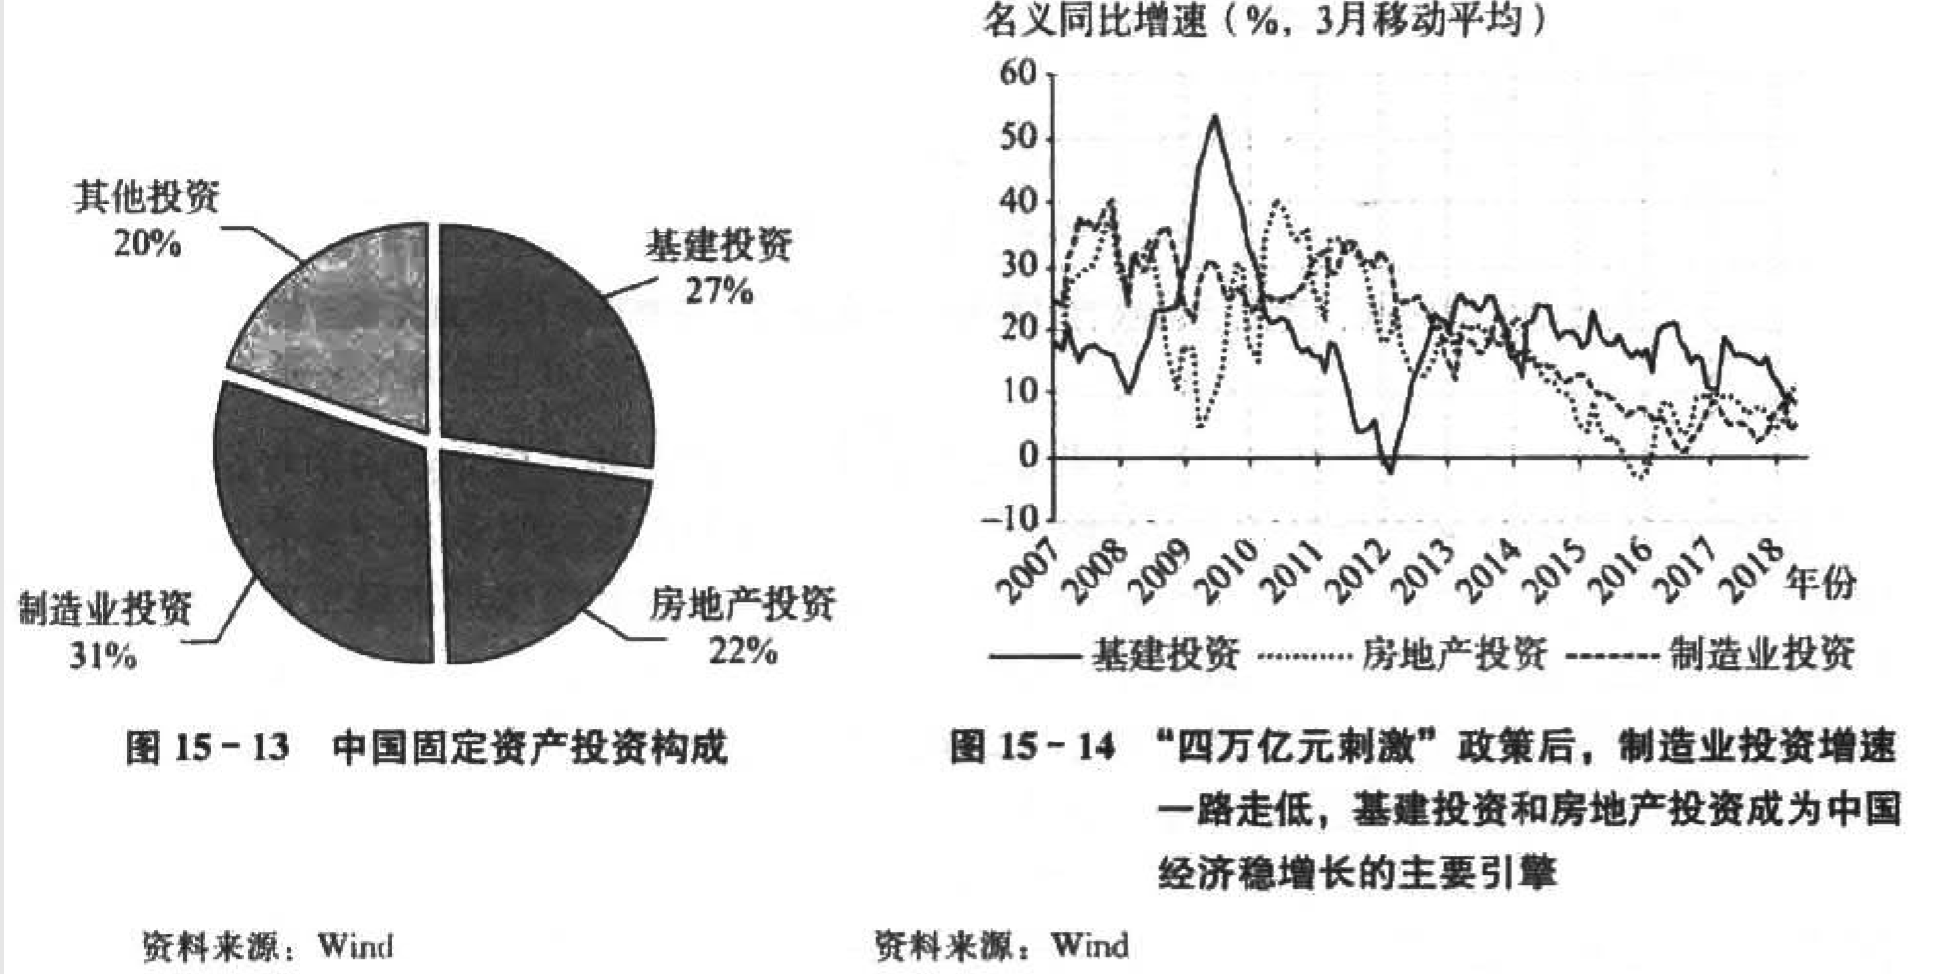 其他投资
20%
基建投资
27%
制造业投资
31%
房地产投资
22%
图 15-13 中国固定资产投资构成
资料来源：Wind
名义同比增速（%，3月移动平均）
60
50
40
30
20
10
0
-10
2007 2008 2009 2010 2011 2012 2013 2014 2015 2016 2017 2018 年份
基建投资 房地产投资 制造业投资
图 15-14 “四万亿元刺激”政策后，制造业投资增速
一路走低，基建投资和房地产投资成为中国
经济稳增长的主要引擎
资料来源：Wind